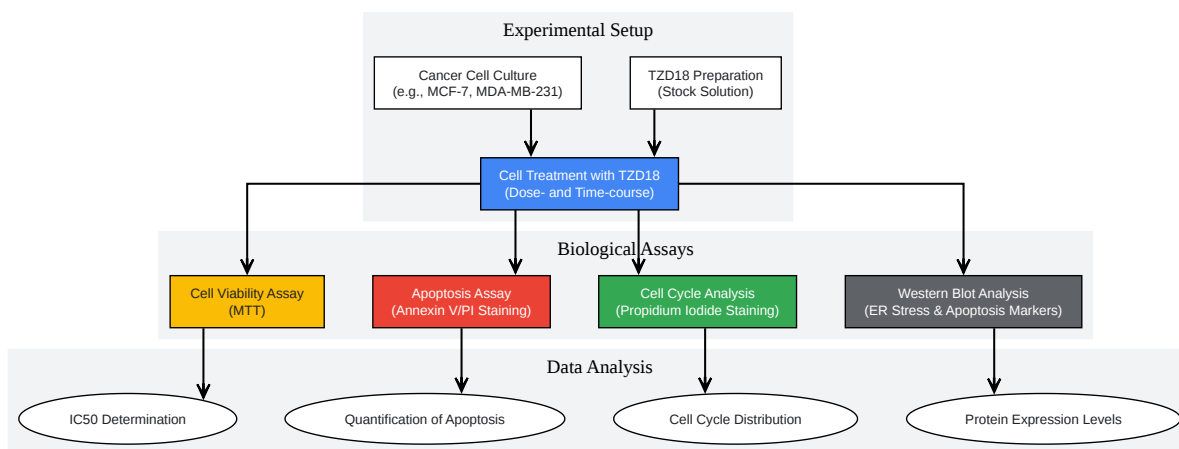 Experimental Setup
Cancer Cell Culture
(e.g., MCF-7, MDA-MB-231)
TZD18 Preparation
(Stock Solution)
Cell Treatment with TZD18
(Dose- and Time-course)
Biological Assays
Cell Viability Assay
(MTT)
Apoptosis Assay
(Annexin V/PI Staining)
Cell Cycle Analysis
(Propidium Iodide Staining)
Western Blot Analysis
(ER Stress & Apoptosis Markers)
Data Analysis
IC50 Determination
Quantification of Apoptosis
Cell Cycle Distribution
Protein Expression Levels